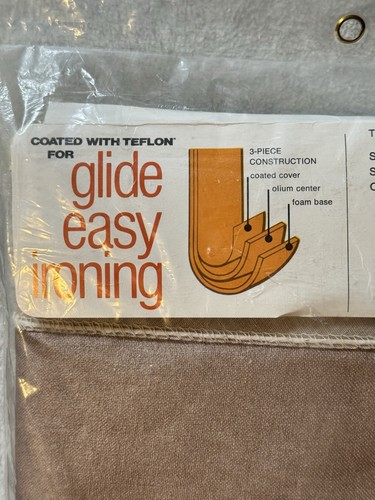 COATED WITH TEFLON
FOR
glide
easy
ironing
3-PIECE
CONSTRUCTION
coated cover
olium center
foam base
T
S
S
C